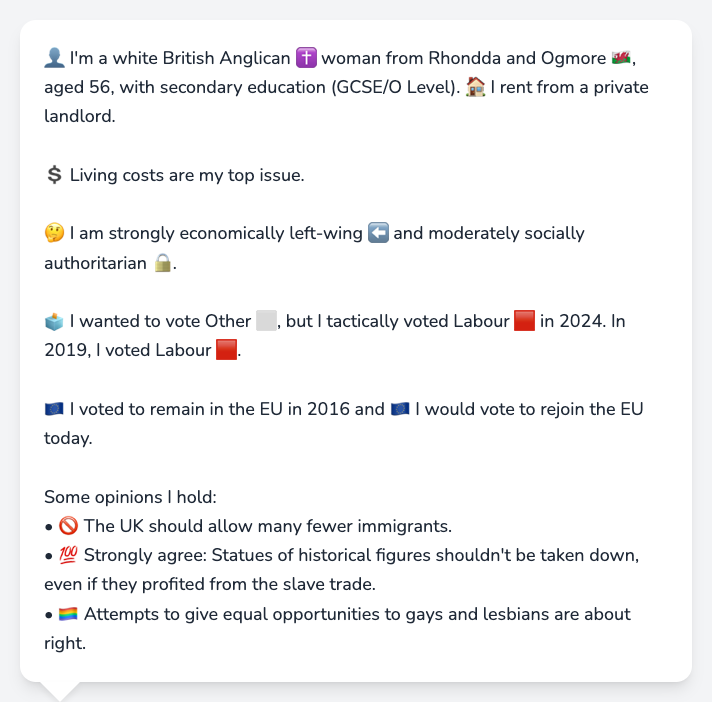 👤 I'm a white British Anglican ✝️ woman from Rhondda and Ogmore 🏴󠁧󠁢󠁷󠁬󠁳󠁿,
aged 56, with secondary education (GCSE/O Level). 🏠 I rent from a private
landlord.
💲 Living costs are my top issue.
🤔 I am strongly economically left-wing ⬅️ and moderately socially
authoritarian 🔒.
🗳️ I wanted to vote Other ⬜, but I tactically voted Labour 🟥 in 2024. In
2019, I voted Labour 🟥.
🇪🇺 I voted to remain in the EU in 2016 and 🇪🇺 I would vote to rejoin the EU
today.
Some opinions I hold:
• 🚫 The UK should allow many fewer immigrants.
• 💯 Strongly agree: Statues of historical figures shouldn't be taken down,
even if they profited from the slave trade.
• 🏳️‍🌈 Attempts to give equal opportunities to gays and lesbians are about
right.